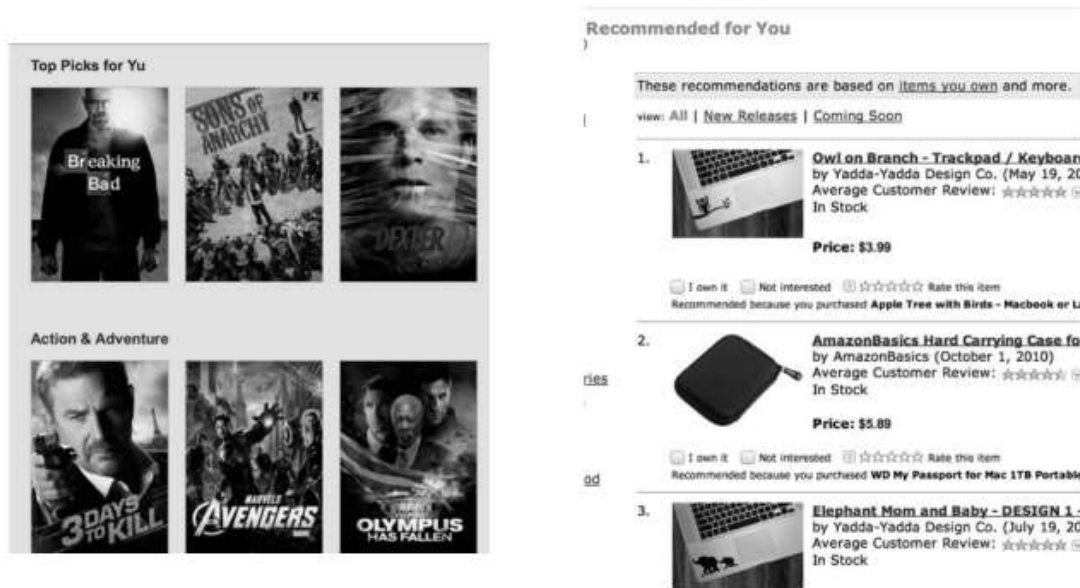 Top Picks for Yu
Breaking
Bad
SONS OF
ANARCHY
FX
DEXTER
Action & Adventure
3 DAYS
TO KILL
MARVEL'S
AVENGERS
OLYMPUS
HAS FALLEN
Recommended for You
)
These recommendations are based on items you own and more.
view: All | New Releases | Coming Soon
1.
Owl on Branch - Trackpad / Keyboar
by Yadda-Yadda Design Co. (May 19, 20
Average Customer Review:
In Stock
Price: $3.99
I own it Not interested Rate this item
Recommended because you purchased Apple Tree with Birds - Macbook or L
2.
AmazonBasics Hard Carrying Case fo
by AmazonBasics (October 1, 2010)
Average Customer Review:
In Stock
ries
Price: $5.89
I own it Not interested Rate this item
Recommended because you purchased WD My Passport for Mac 1TB Portable
od
3.
Elephant Mom and Baby - DESIGN 1 -
by Yadda-Yadda Design Co. (July 19, 20
Average Customer Review:
In Stock